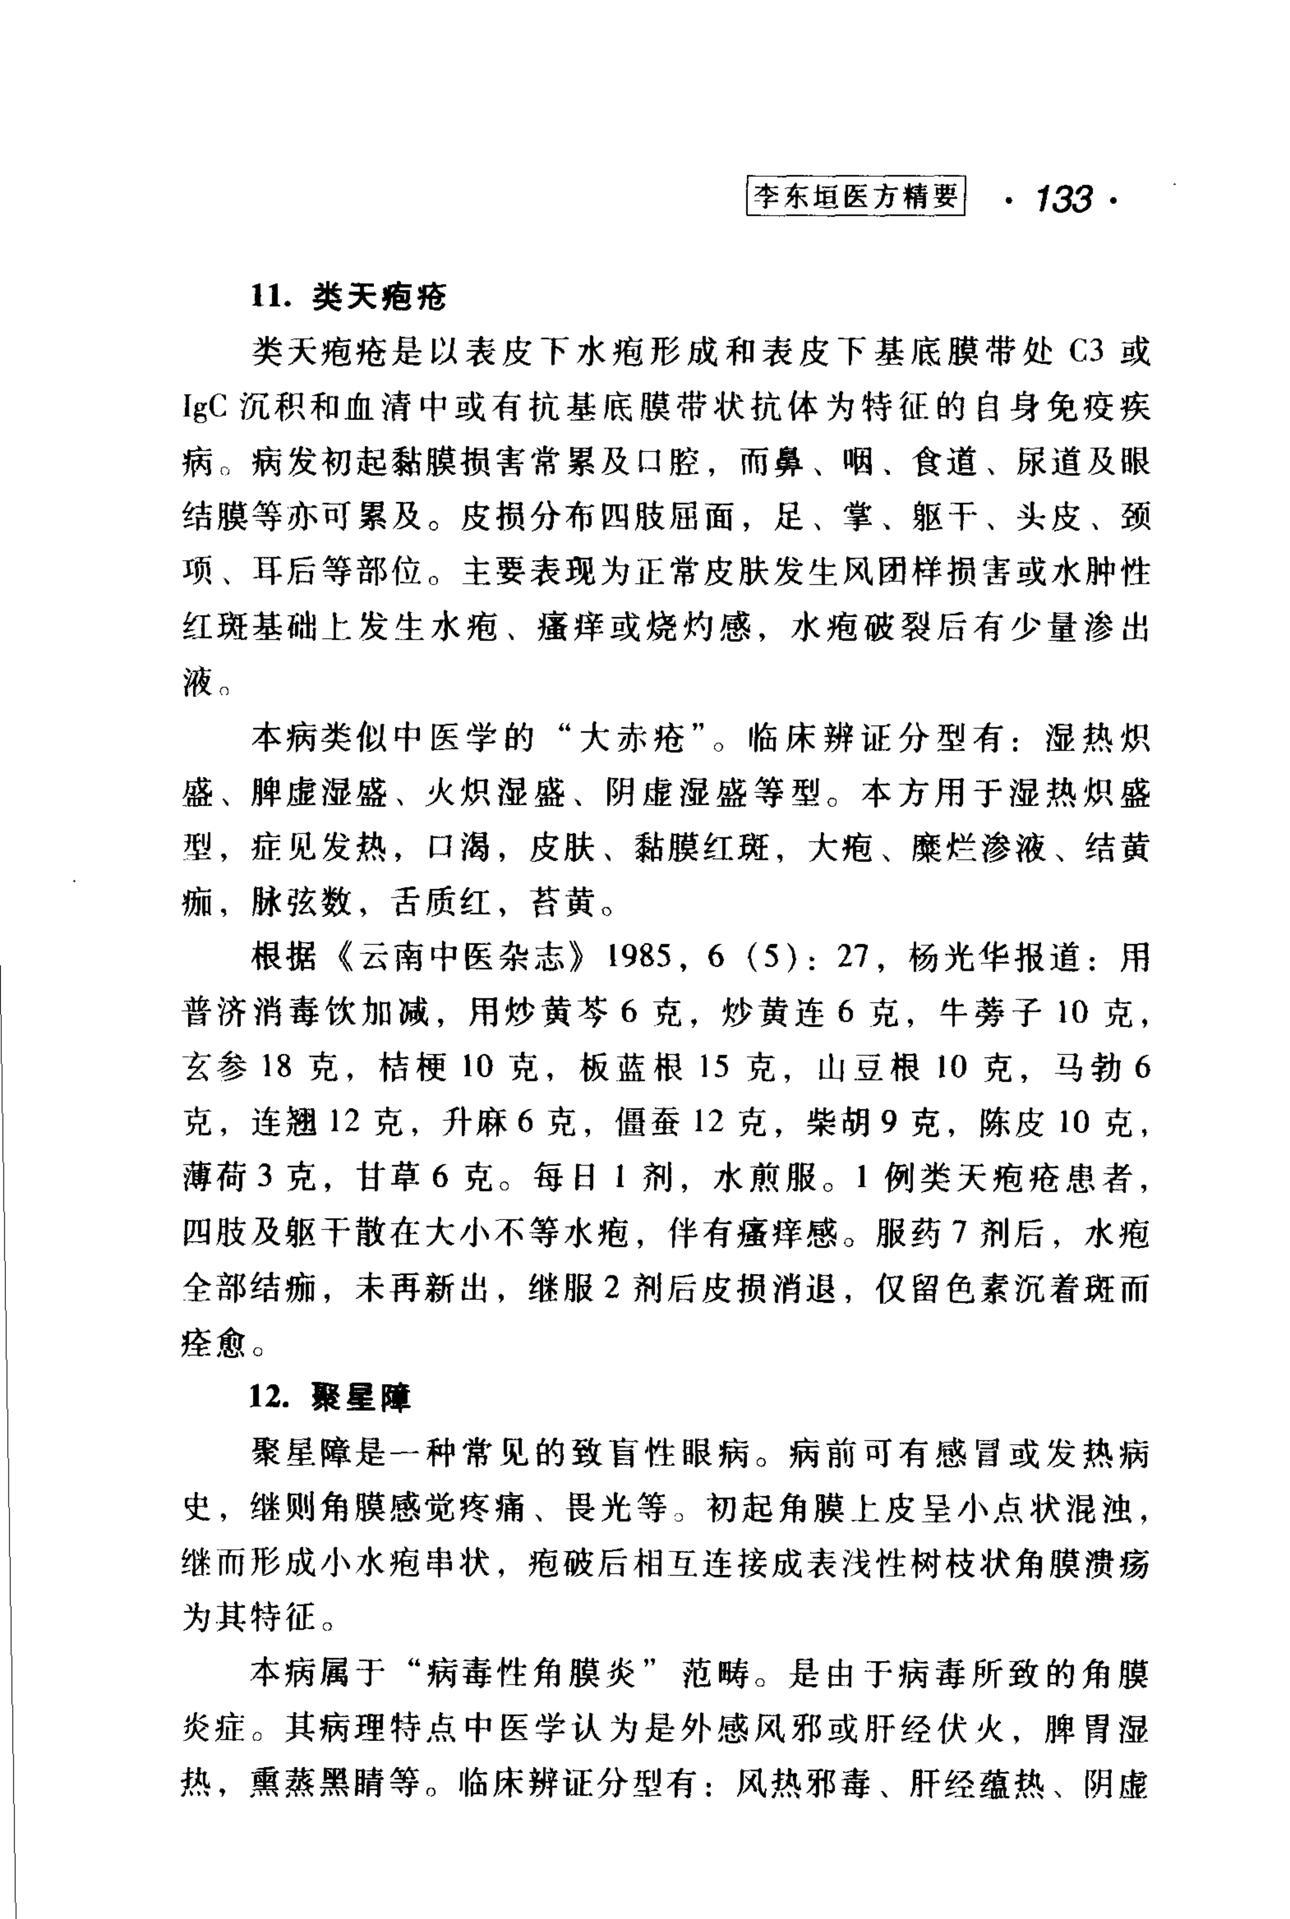 李东垣医方精要 · 133 ·
11. 类天疱疮
类天疱疮是以表皮下水疱形成和表皮下基底膜带处 C3 或
IgC 沉积和血清中或有抗基底膜带状抗体为特征的自身免疫疾
病。病发初起黏膜损害常累及口腔，而鼻、咽、食道、尿道及眼
结膜等亦可累及。皮损分布四肢屈面，足、掌、躯干、头皮、颈
项、耳后等部位。主要表现为正常皮肤发生风团样损害或水肿性
红斑基础上发生水疱、瘙痒或烧灼感，水疱破裂后有少量渗出
液。
本病类似中医学的“大赤疮”。临床辨证分型有：湿热炽
盛、脾虚湿盛、火炽湿盛、阴虚湿盛等型。本方用于湿热炽盛
型，症见发热，口渴，皮肤、黏膜红斑，大疱、糜烂渗液、结黄
痂，脉弦数，舌质红，苔黄。
根据《云南中医杂志》1985，6（5）：27，杨光华报道：用
普济消毒饮加减，用炒黄芩 6 克，炒黄连 6 克，牛蒡子 10 克，
玄参 18 克，桔梗 10 克，板蓝根 15 克，山豆根 10 克，马勃 6
克，连翘 12 克，升麻 6 克，僵蚕 12 克，柴胡 9 克，陈皮 10 克，
薄荷 3 克，甘草 6 克。每日 1 剂，水煎服。1 例类天疱疮患者，
四肢及躯干散在大小不等水疱，伴有瘙痒感。服药 7 剂后，水疱
全部结痂，未再新出，继服 2 剂后皮损消退，仅留色素沉着斑而
痊愈。
12. 聚星障
聚星障是一种常见的致盲性眼病。病前可有感冒或发热病
史，继则角膜感觉疼痛、畏光等。初起角膜上皮呈小点状混浊，
继而形成小水疱串状，疱破后相互连接成表浅性树枝状角膜溃疡
为其特征。
本病属于“病毒性角膜炎”范畴。是由于病毒所致的角膜
炎症。其病理特点中医学认为是外感风邪或肝经伏火，脾胃湿
热，熏蒸黑睛等。临床辨证分型有：风热邪毒、肝经蕴热、阴虚